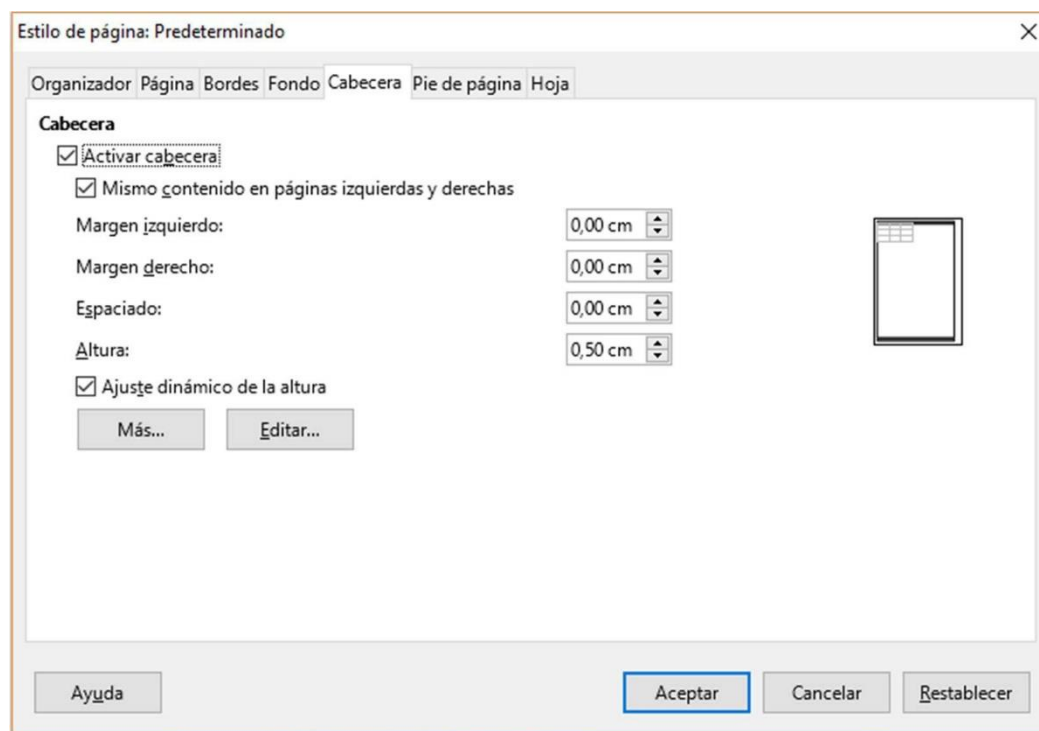 Estilo de página: Predeterminado
Organizador Página Bordes Fondo Cabecera Pie de página Hoja
Cabecera
Activar cabecera
Mismo contenido en páginas izquierdas y derechas
Margen izquierdo: 0,00 cm
Margen derecho: 0,00 cm
Espaciado: 0,00 cm
Altura: 0,50 cm
Ajuste dinámico de la altura
Más... Editar...
Ayuda Aceptar Cancelar Restablecer